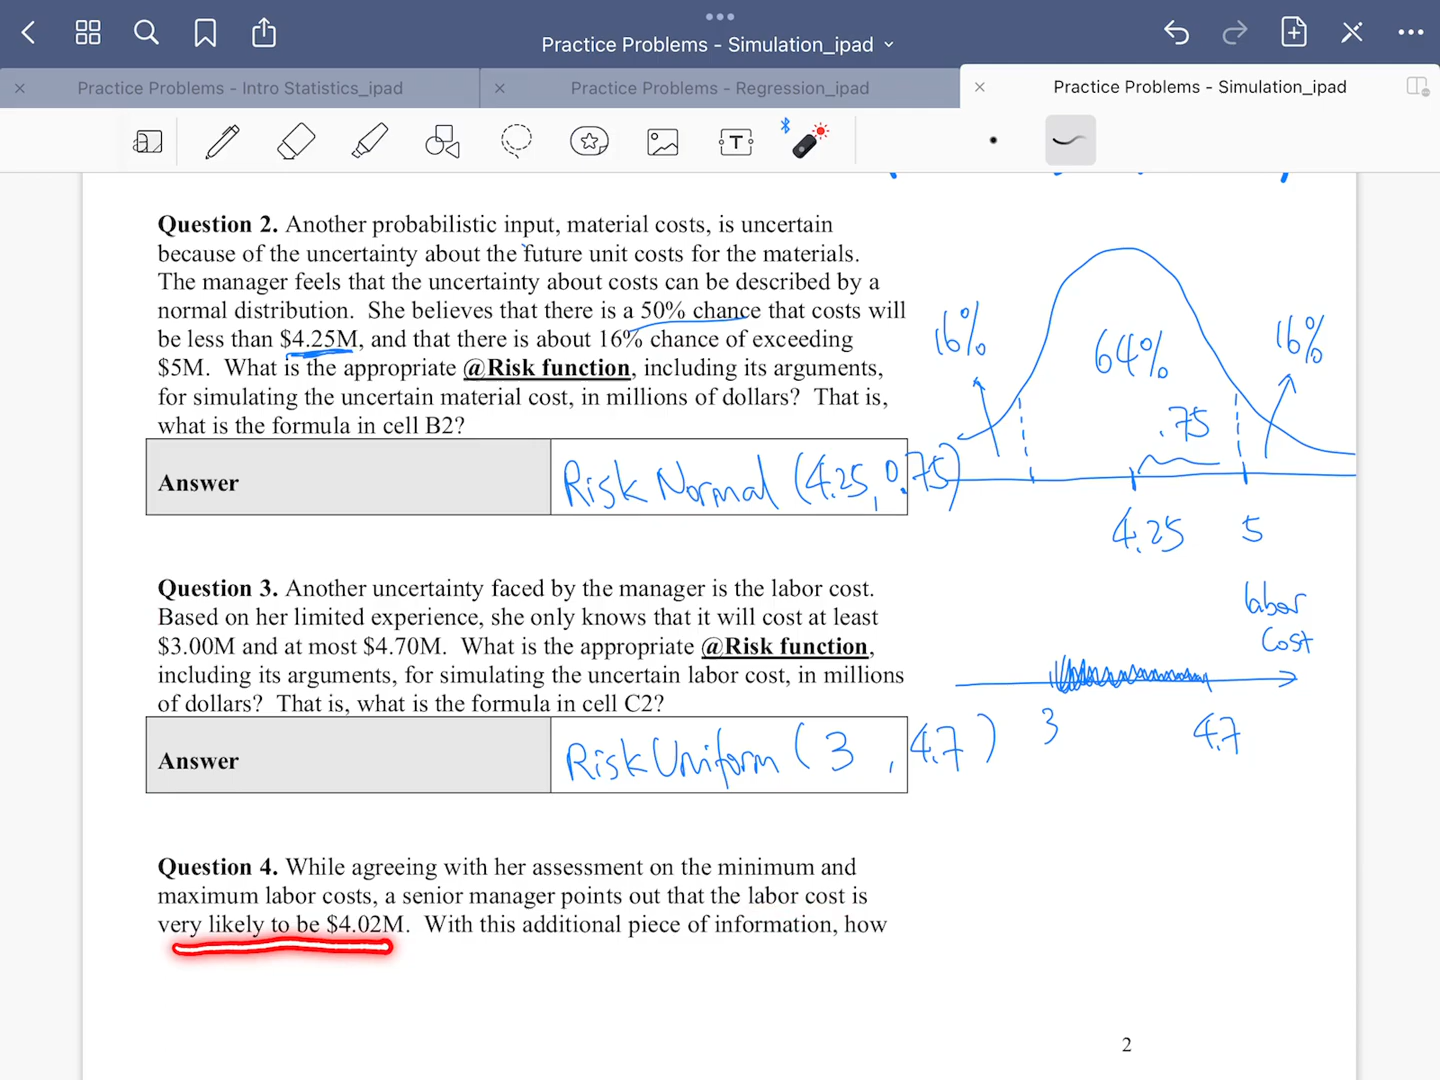 Practice Problems - Simulation_ipad
Practice Problems - Intro Statistics_ipad
Practice Problems - Regression_ipad
Practice Problems - Simulation_ipad
Question 2. Another probabilistic input, material costs, is uncertain
because of the uncertainty about the future unit costs for the materials.
The manager feels that the uncertainty about costs can be described by a
normal distribution. She believes that there is a 50% chance that costs will
be less than $4.25M, and that there is about 16% chance of exceeding
$5M. What is the appropriate @Risk function, including its arguments,
for simulating the uncertain material cost, in millions of dollars? That is,
what is the formula in cell B2?
16%
64%
16%
.75
4.25
5
Answer
Risk Normal (4.25, 0.75)
Question 3. Another uncertainty faced by the manager is the labor cost.
Based on her limited experience, she only knows that it will cost at least
$3.00M and at most $4.70M. What is the appropriate @Risk function,
including its arguments, for simulating the uncertain labor cost, in millions
of dollars? That is, what is the formula in cell C2?
labor
cost
3
4.7
Answer
RiskUniform (3, 4.7)
Question 4. While agreeing with her assessment on the minimum and
maximum labor costs, a senior manager points out that the labor cost is
very likely to be $4.02M. With this additional piece of information, how
2